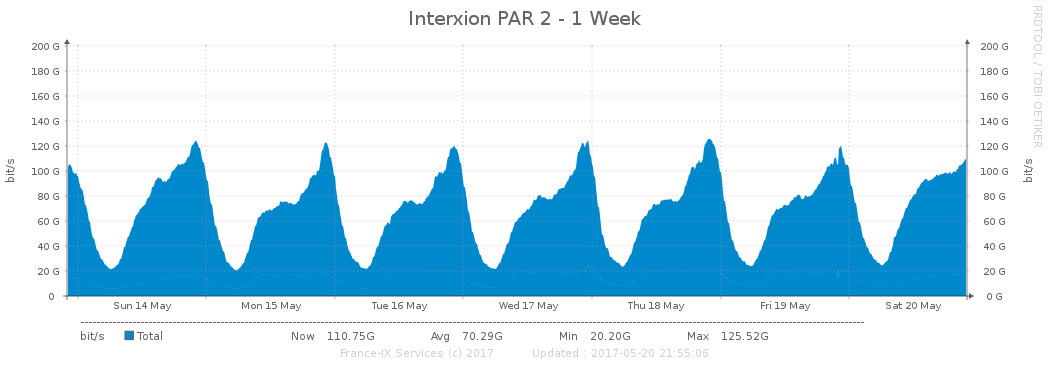 Interxion PAR 2 - 1 Week
RRDTOOL / TOBI OETIKER
bit/s
200 G 200 G
180 G 180 G
160 G 160 G
140 G 140 G
120 G 120 G
100 G 100 G
80 G 80 G
60 G 60 G
40 G 40 G
20 G 20 G
0 0 G
bit/s
Sun 14 May Mon 15 May Tue 16 May Wed 17 May Thu 18 May Fri 19 May Sat 20 May
bit/s Total Now 110.75G Avg 70.29G Min 20.20G Max 125.52G
France-IX Services (c) 2017 Updated : 2017-05-20 21:55:06